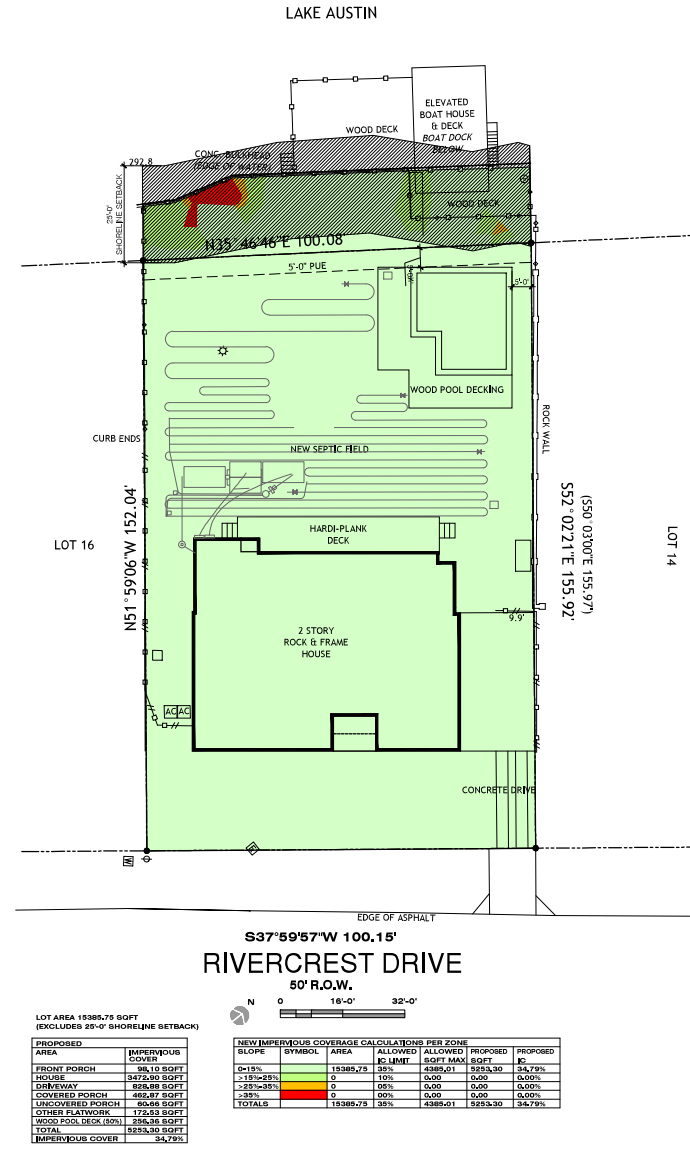 LAKE AUSTIN
ELEVATED
BOAT HOUSE
& DECK
BOAT DOCK
BELOW
WOOD DECK
CONC. BULKHEAD
(EDGE OF WATER)
292.8
25'-0"
SHORELINE SETBACK
WOOD DECK
N35°46'46"E 100.08'
5'-0" PUE
5'-0"
WOOD POOL DECKING
CURB ENDS
ROCK WALL
NEW SEPTIC FIELD
N51°59'06"W 152.04'
S52°02'21"E 155.92'
(S50°03'00"E 155.97')
LOT 16
LOT 14
HARDI-PLANK
DECK
2 STORY
ROCK & FRAME
HOUSE
9.9'
AC AC
CONCRETE DRIVE
W
EDGE OF ASPHALT
S37°59'57"W 100.15'
RIVERCREST DRIVE
50' R.O.W.
N 0 16'-0" 32'-0"
LOT AREA 15385.75 SQFT
(EXCLUDES 25'-0" SHORELINE SETBACK)
PROPOSED
AREA IMPERVIOUS COVER
FRONT PORCH 98.10 SQFT
HOUSE 3472.90 SQFT
DRIVEWAY 828.88 SQFT
COVERED PORCH 462.87 SQFT
UNCOVERED PORCH 60.66 SQFT
OTHER FLATWORK 172.53 SQFT
WOOD POOL DECK (50%) 256.36 SQFT
TOTAL 5253.30 SQFT
IMPERVIOUS COVER 34.79%
NEW IMPERVIOUS COVERAGE CALCULATIONS PER ZONE
SLOPE SYMBOL AREA ALLOWED IC LIMIT ALLOWED SQFT MAX PROPOSED SQFT PROPOSED IC
0-15% 15385.75 35% 4385.01 5253.30 34.79%
>15%-25% 0 10% 0.00 0.00 0.00%
>25%-35% 0 05% 0.00 0.00 0.00%
>35% 0 00% 0.00 0.00 0.00%
TOTALS 15385.75 35% 4385.01 5253.30 34.79%